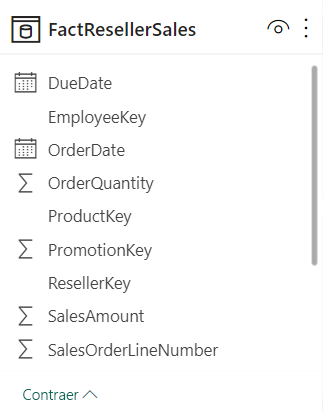 FactResellerSales
DueDate
EmployeeKey
OrderDate
OrderQuantity
ProductKey
PromotionKey
ResellerKey
SalesAmount
SalesOrderLineNumber
Contraer